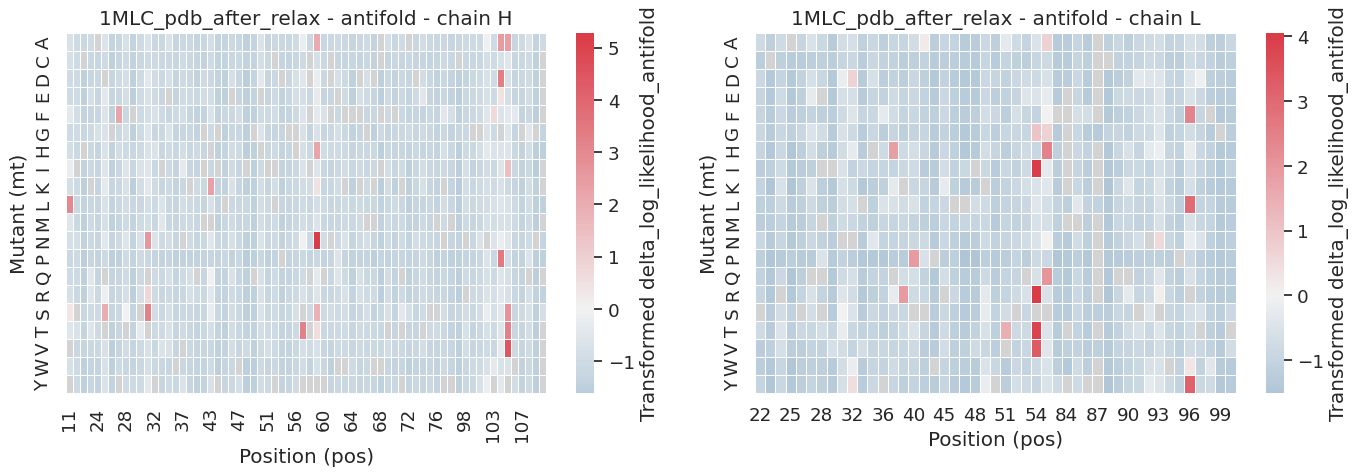 1MLC_pdb_after_relax - antifold - chain H
Mutant (mt)
A
C
D
E
F
G
H
I
K
L
M
N
P
Q
R
S
T
V
W
Y
11 24 28 32 37 43 47 51 56 60 64 68 72 76 98 103 107
Position (pos)
5
4
3
2
1
0
−1
Transformed delta_log_likelihood_antifold
1MLC_pdb_after_relax - antifold - chain L
Mutant (mt)
A
C
D
E
F
G
H
I
K
L
M
N
P
Q
R
S
T
V
W
Y
22 25 28 32 36 40 45 48 51 54 84 87 90 93 96 99
Position (pos)
4
3
2
1
0
−1
Transformed delta_log_likelihood_antifold